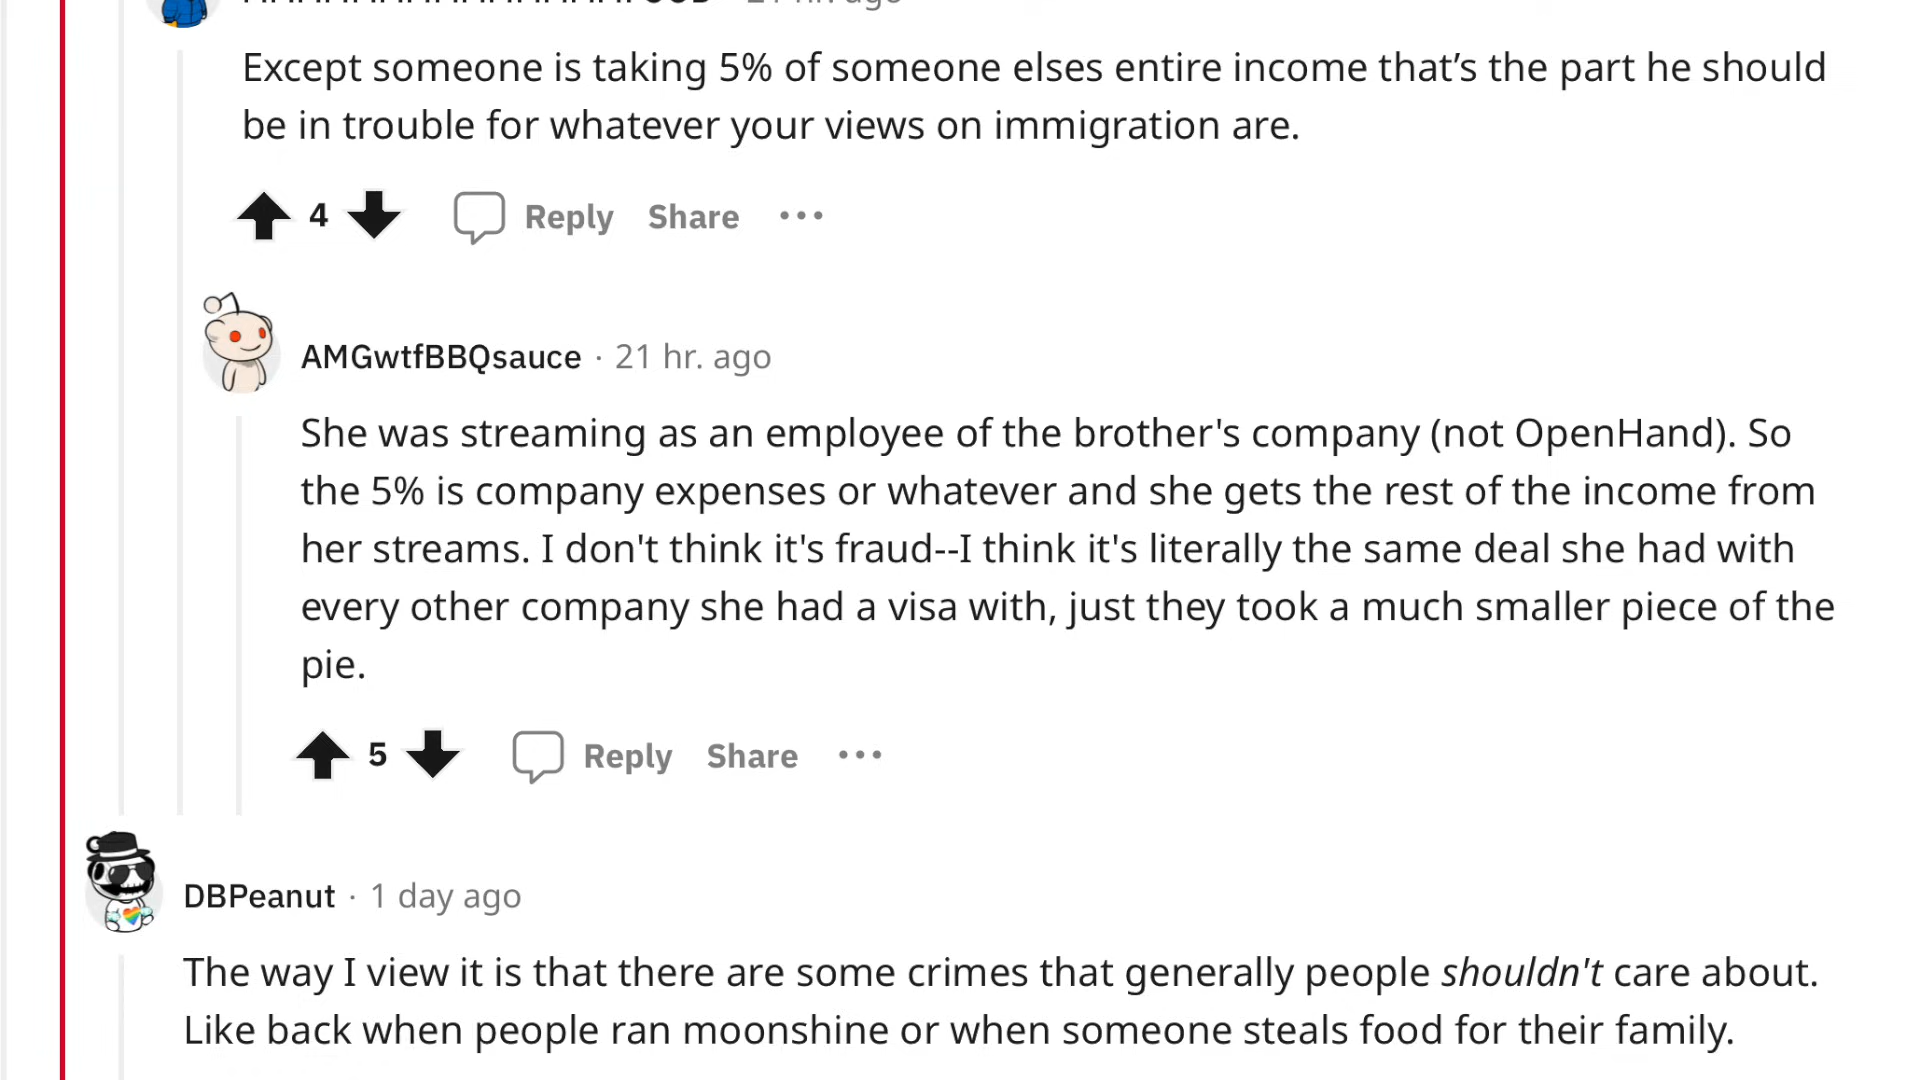 Except someone is taking 5% of someone elses entire income that’s the part he should
be in trouble for whatever your views on immigration are.
4 Reply Share
AMGwtfBBQsauce · 21 hr. ago
She was streaming as an employee of the brother's company (not OpenHand). So
the 5% is company expenses or whatever and she gets the rest of the income from
her streams. I don't think it's fraud--I think it's literally the same deal she had with
every other company she had a visa with, just they took a much smaller piece of the
pie.
5 Reply Share
DBPeanut · 1 day ago
The way I view it is that there are some crimes that generally people shouldn't care about.
Like back when people ran moonshine or when someone steals food for their family.